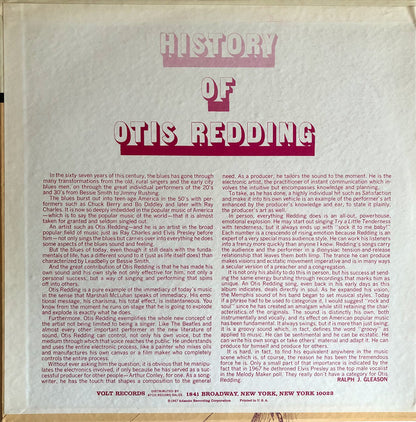 HISTORY
OF
OTIS REDDING
In the sixty seven years of this century, the blues has gone through
many transformations from the old, rural singers and the early city
blues men, on through the great individual performers of the 20's
and 30's from Bessie Smith to Jimmy Rushing.
The blues burst out into teen age America in the 50's with per-
formers such as Chuck Berry and Bo Diddley and later with Ray
Charles. It is now so deeply imbedded in the popular music of America
—which is to say the popular music of the world—that it is almost
taken for granted and seldom singled out.
An artist such as Otis Redding—and he is an artist in the broad
popular field of music just as Ray Charles and Elvis Presley before
him—not only sings the blues but carries over into everything he does
some aspects of the blues sound and feeling.
But the blues of today, even though it still deals with the funda-
mentals of life, has a different sound to it (just as life itself does) than
characterized by Leadbelly or Bessie Smith.
And the great contribution of Otis Redding is that he has made his
own sound and his own style not only effective for him, not only a
personal success, but a way of singing and performing that spins
off into others.
Otis Redding is a pure example of the immediacy of today's music
in the sense that Marshall McLuhan speaks of immediacy. His emo-
tional message, his charisma, his total effect, is instantaneous. You
know from the moment he runs on stage that something is going to
explode and explode is exactly what he does.
Furthermore, Otis Redding exemplifies the whole new concept of
the artist not being limited to being a singer. Like The Beatles and
almost every other important performer in the new literature of
sound, Otis Redding can control, not only his performance but the
medium through which that voice reaches the public. He understands
and uses the entire electronic process, like a painter who mixes oils
and manufactures his own canvas or a film maker who completely
controls the entire process.
Without ever asking him the question, it is obvious that he manipu-
lates the electronics involved, if only because he has served as a suc-
cessful producer for other people—Arthur Conley, for one. As a song-
writer, he has the touch that shapes a composition to the general
need. As a producer, he tailors the sound to the moment. He is the
electronic artist, the practitioner of instant communication which in-
volves the intuitive but encompasses knowledge and planning.
To take, as he has done, a highly individual hit such as Satisfaction
and make it into his own vehicle is an example of the performer's art
enhanced by the producer's knowledge and ear, to state it plainly,
the producer's art as well.
In person, everything Redding does is an all-out, powerhouse,
emotional explosion. He may start out singing Try a Little Tenderness
with tenderness, but it always ends up with "sock it to me baby".
Each number is a crescendo of rising emotion because Redding is an
expert of a very special in-person audience style. He can work his hearers
into a frenzy more quickly than anyone I know. Redding's songs carry
the audience and the performer in a dionysian tension and release
relationship that leaves them both limp. The trance he can produce
makes visions and ecstatic movement imperative and is in many ways
a secular version of a preacher and a congregation.
It is not only his ability to do this in person, but his success at send-
ing the same energy bursting through recordings that marks him as
unique. An Otis Redding song, even back in his early days as this
album indicates, deals directly in emotion. As he expanded his vision,
the Memphis sound of his band began to set musical styles. Today
if a phrase had to be used to categorize it, I would suggest "rock and
soul" since he has blended the two into an amalgam while still retaining the char-
acteristics of the originals. The sound is distinctly his own, both
instrumentally and vocally, and its effect on American popular music
has been fundamental. It always swings, but it is more than just swing.
It is a groovy sound which, in fact, defines the word "groovy" as
applied to music. He can be sentimental and he can be exotic. He
can write his own songs or take others' material and adapt it. He can
produce for himself and produce for others.
It is hard, in fact, to find his equivalent anywhere in the music
scene which is, of course, the reason he has been the tremendous
force he is. Only a small part of the importance is indicated by the
fact that in 1967 he dethroned Elvis Presley as the top male vocalist
in the Melody Maker poll. They really don't have a category for Otis
Redding.
RALPH J. GLEASON
VOLT RECORDS
DISTRIBUTED BY
ATCO RECORD SALES
1841 BROADWAY, NEW YORK, NEW YORK 10023
©1967 Atlantic Recording Corporation
Printed in U.S.A.